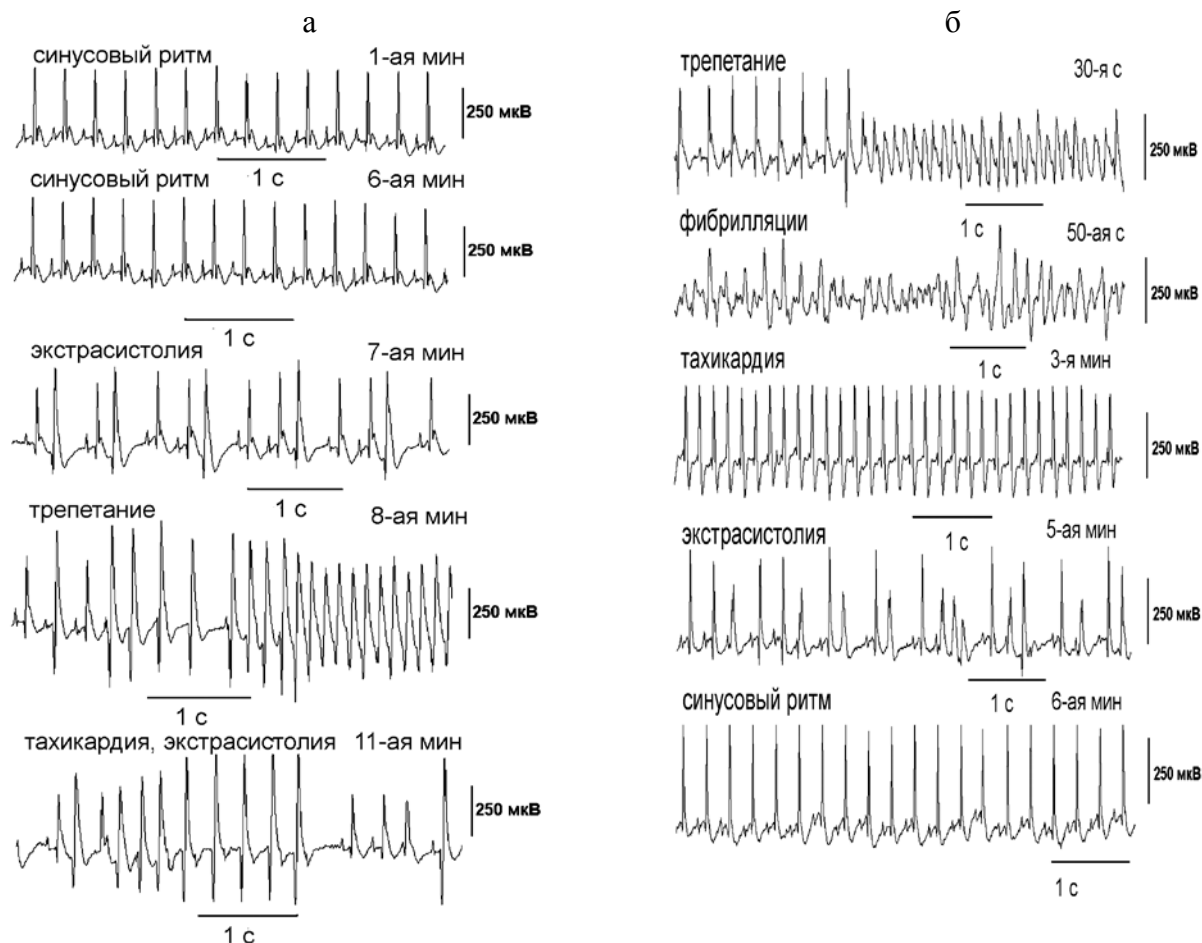 а
синусовый ритм 1-ая мин
250 мкВ
1 с
синусовый ритм 6-ая мин
250 мкВ
1 с
экстрасистолия 7-ая мин
250 мкВ
1 с
трепетание 8-ая мин
250 мкВ
1 с
тахикардия, экстрасистолия 11-ая мин
250 мкВ
1 с
б
трепетание 30-я с
250 мкВ
1 с
фибрилляции 50-ая с
250 мкВ
1 с
тахикардия 3-я мин
250 мкВ
1 с
экстрасистолия 5-ая мин
250 мкВ
1 с
синусовый ритм 6-ая мин
250 мкВ
1 с